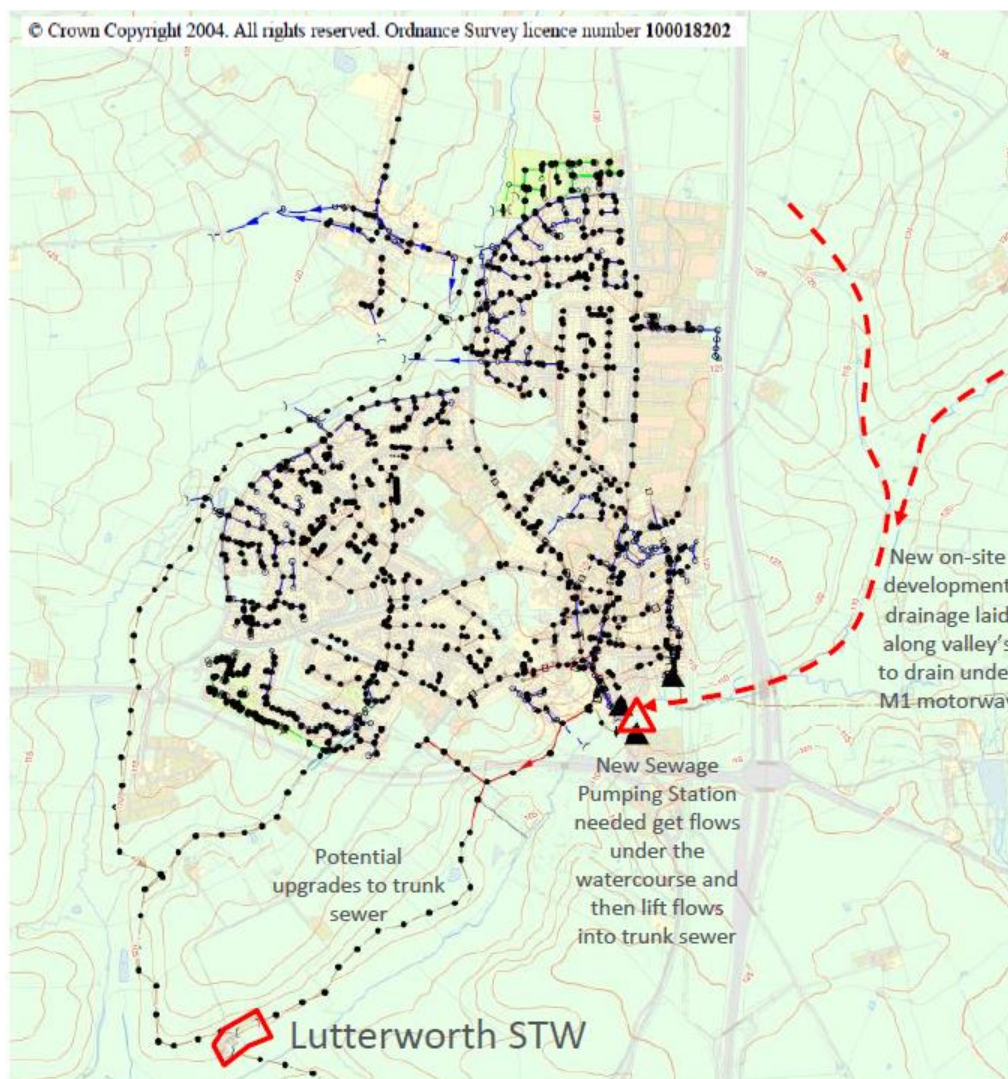 © Crown Copyright 2004. All rights reserved. Ordnance Survey licence number 100018202
New on-site
development
drainage laid
along valley's
to drain unde
M1 motorwa
New Sewage
Pumping Station
needed get flows
under the
watercourse and
then lift flows
into trunk sewer
Potential
upgrades to trunk
sewer
Lutterworth STW